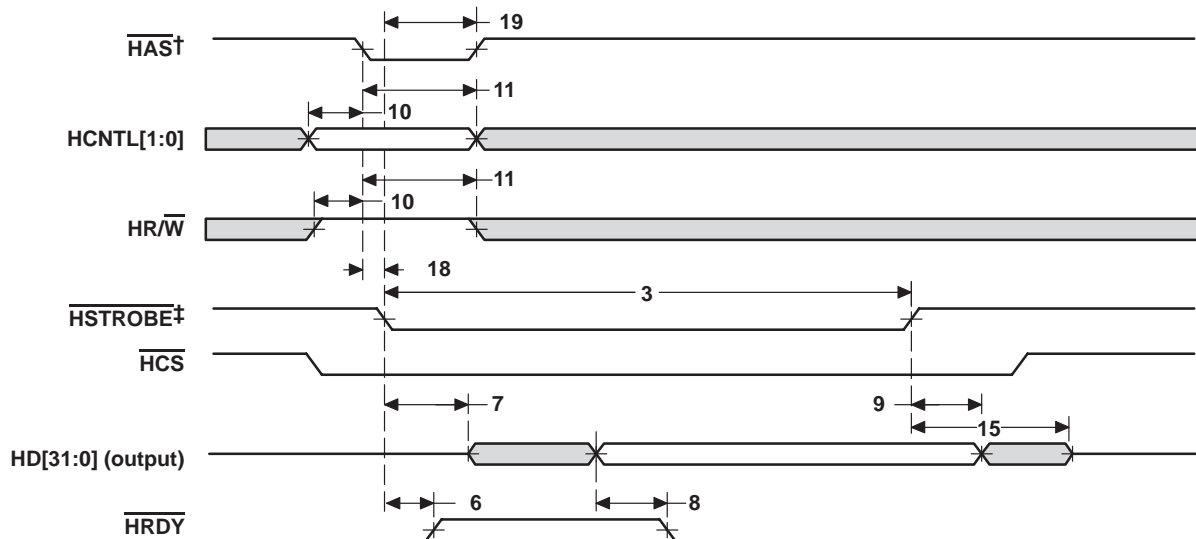 19
HAS†
11
10
HCNTL[1:0]
11
10
HR/W
18
3
HSTROBE‡
HCS
7
9
15
HD[31:0] (output)
6
8
HRDY